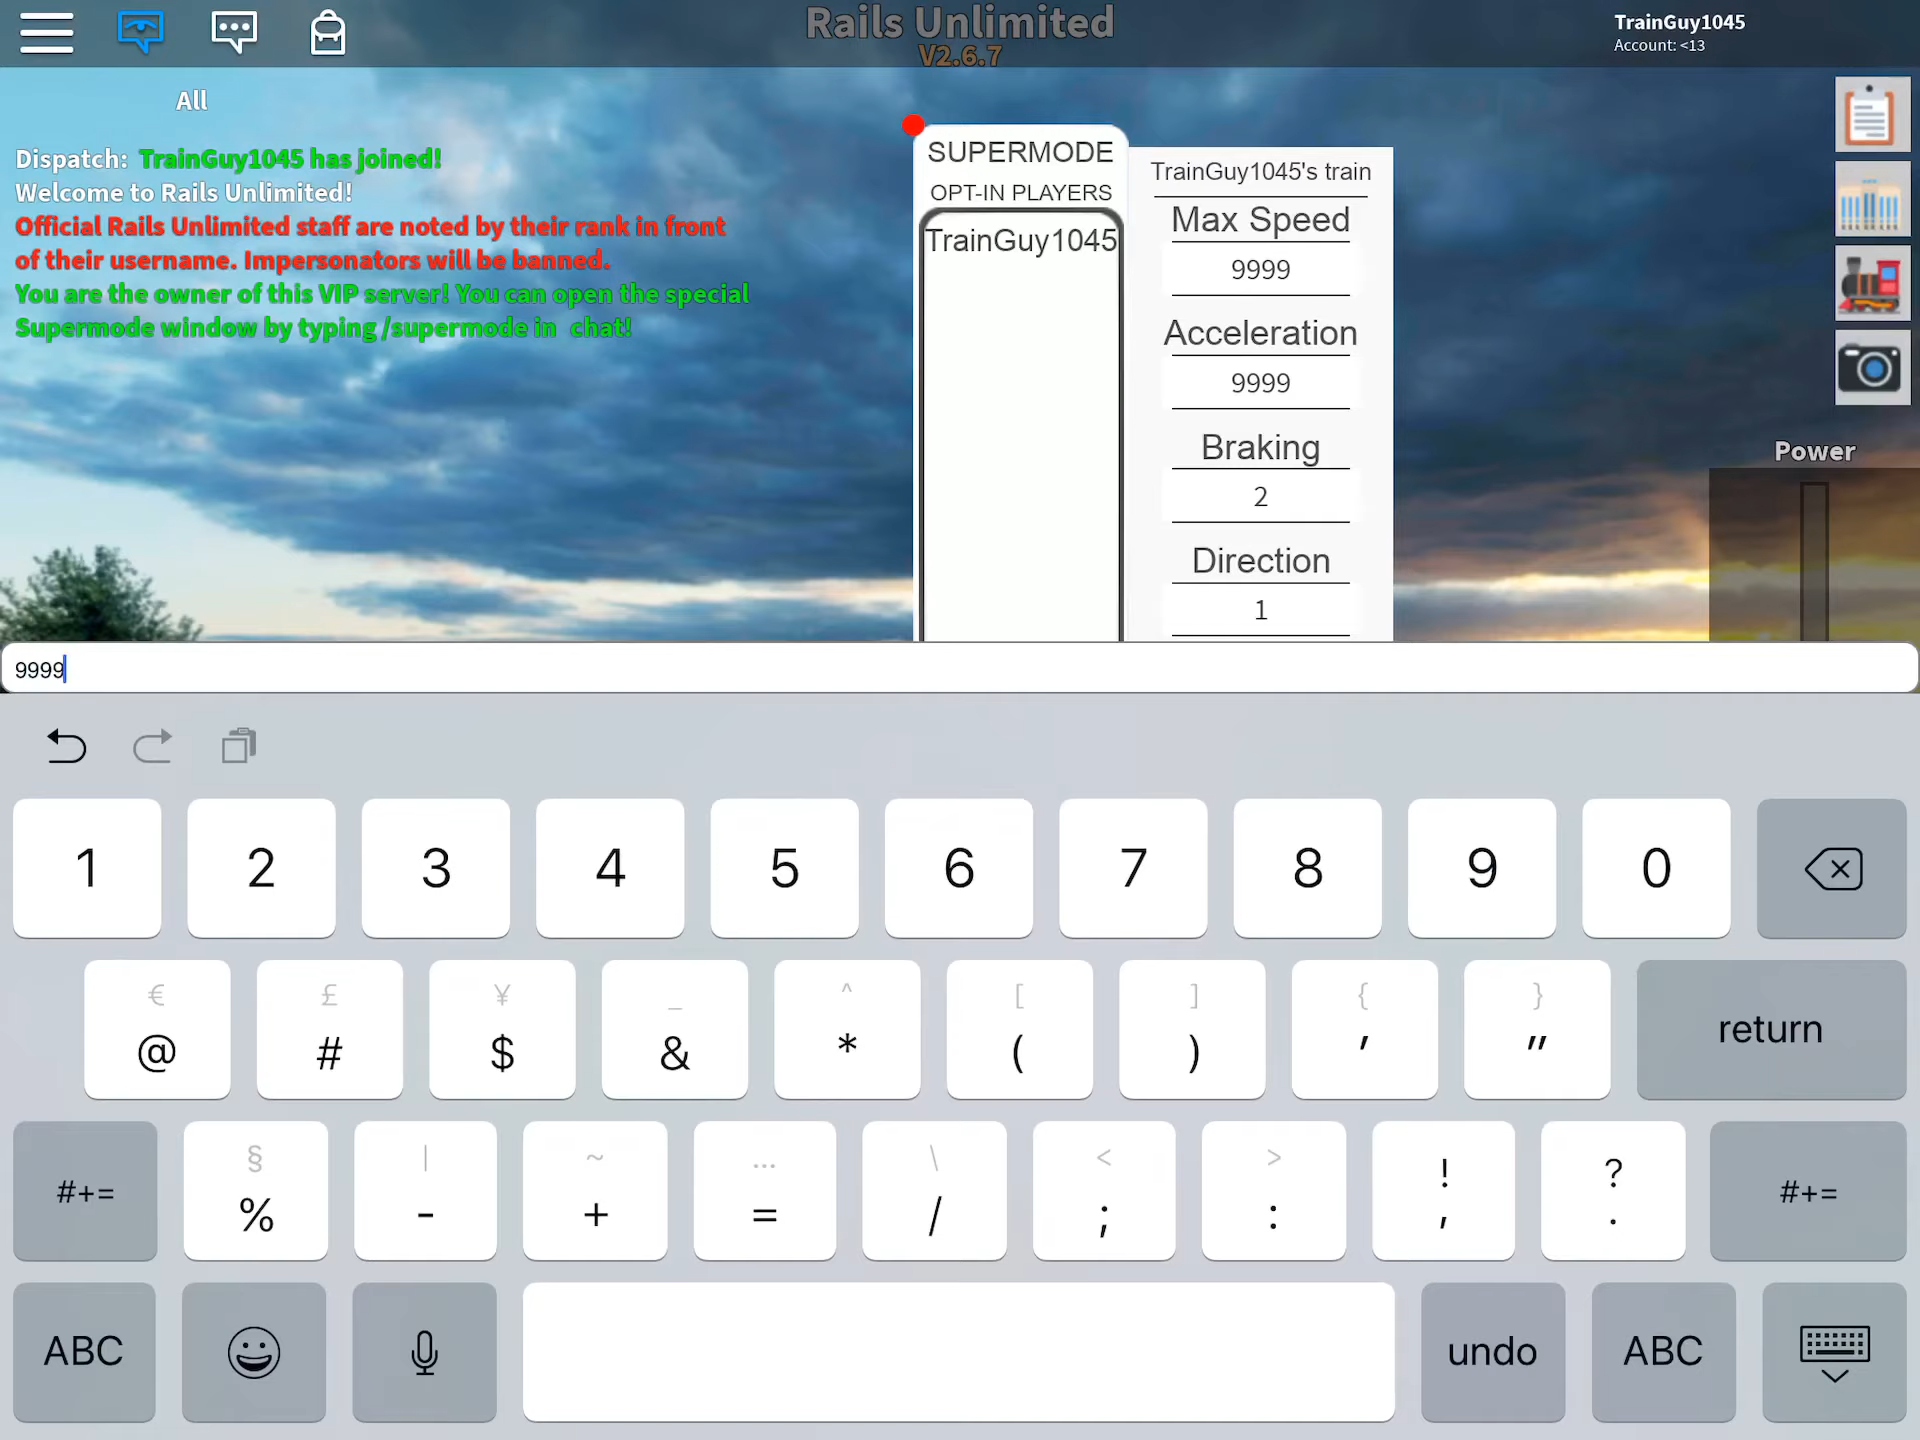 Rails Unlimited
V2.6.7
TrainGuy1045
Account: <13
All
Dispatch: TrainGuy1045 has joined!
Welcome to Rails Unlimited!
Official Rails Unlimited staff are noted by their rank in front
of their username. Impersonators will be banned.
You are the owner of this VIP server! You can open the special
Supermode window by typing /supermode in chat!
SUPERMODE
OPT-IN PLAYERS
TrainGuy1045
TrainGuy1045's train
Max Speed
9999
Acceleration
9999
Braking
2
Direction
1
Power
9999
1 2 3 4 5 6 7 8 9 0
€ £ ¥ _ ^ [ ] { }
@ # $ & * ( ) ' " return
§ | ~ … \ < > ! ?
#+= % - + = / ; : , . #+=
ABC undo ABC